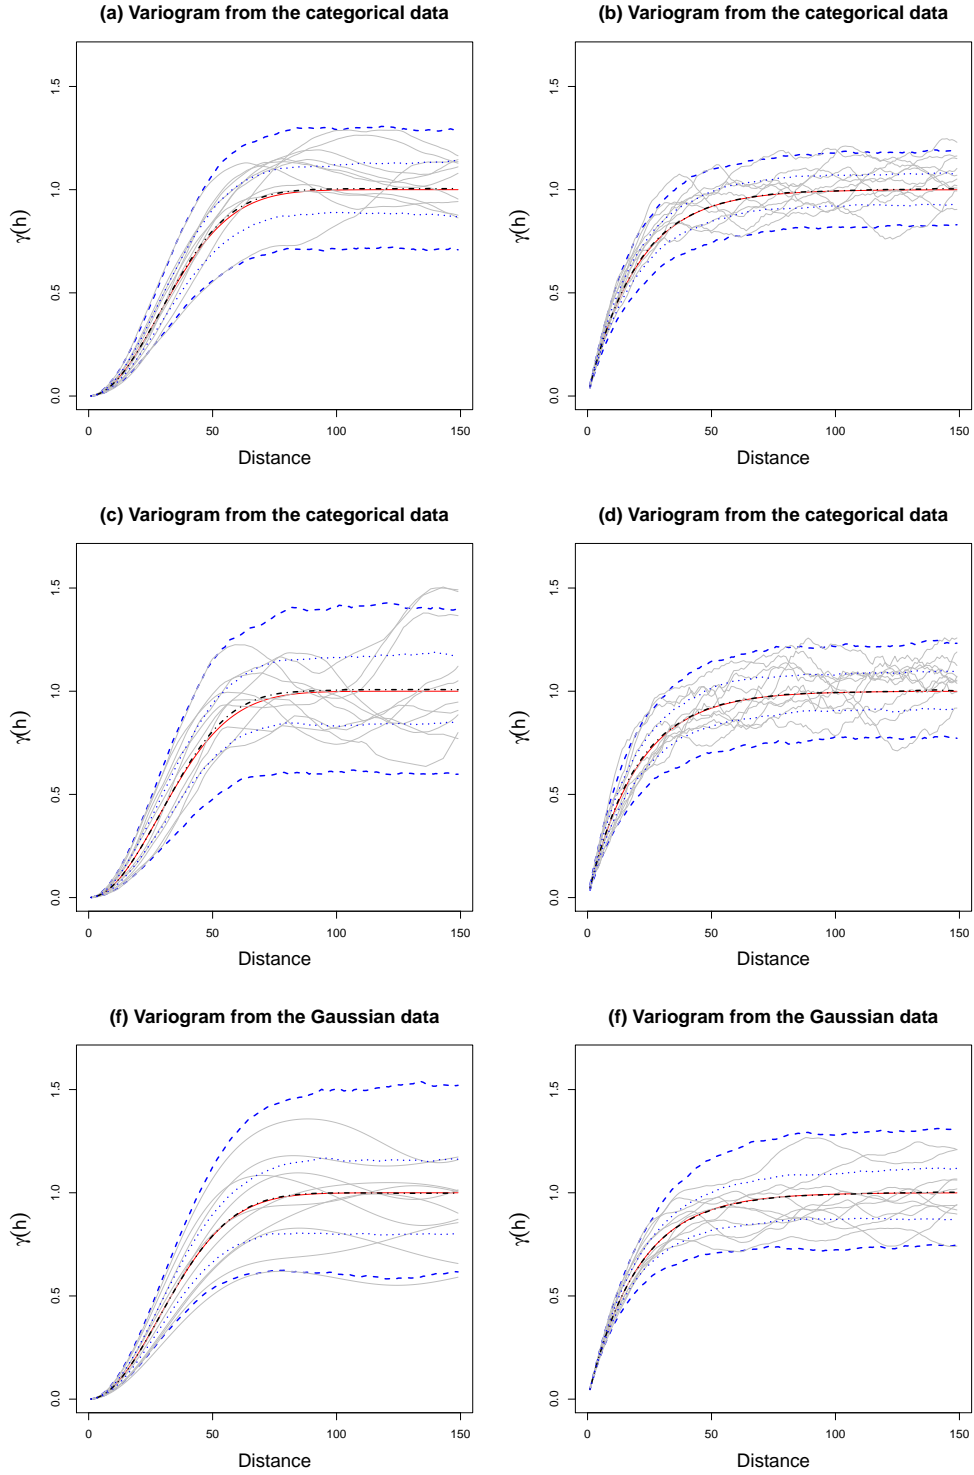 (a) Variogram from the categorical data
(b) Variogram from the categorical data
γ(h)
0.0 0.5 1.0 1.5
0 50 100 150
Distance
γ(h)
0.0 0.5 1.0 1.5
0 50 100 150
Distance
(c) Variogram from the categorical data
(d) Variogram from the categorical data
γ(h)
0.0 0.5 1.0 1.5
0 50 100 150
Distance
γ(h)
0.0 0.5 1.0 1.5
0 50 100 150
Distance
(f) Variogram from the Gaussian data
(f) Variogram from the Gaussian data
γ(h)
0.0 0.5 1.0 1.5
0 50 100 150
Distance
γ(h)
0.0 0.5 1.0 1.5
0 50 100 150
Distance